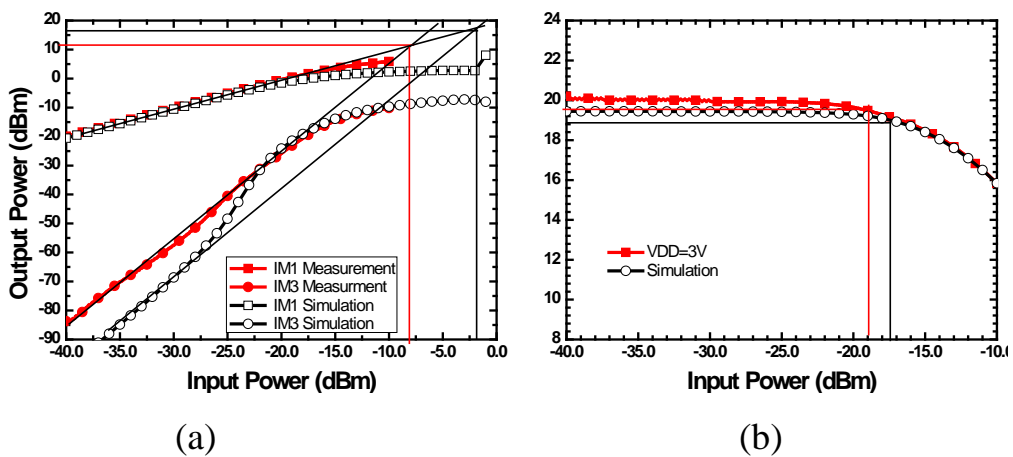 Output Power (dBm)
20
10
0
-10
-20
-30
-40
-50
-60
-70
-80
-90
-40.0 -35.0 -30.0 -25.0 -20.0 -15.0 -10.0 -5.0 0.0
Input Power (dBm)
IM1 Measurement
IM3 Measurment
IM1 Simulation
IM3 Simulation
(a)
24
22
20
18
16
14
12
10
8
-40.0 -35.0 -30.0 -25.0 -20.0 -15.0 -10.0
Input Power (dBm)
VDD=3V
Simulation
(b)